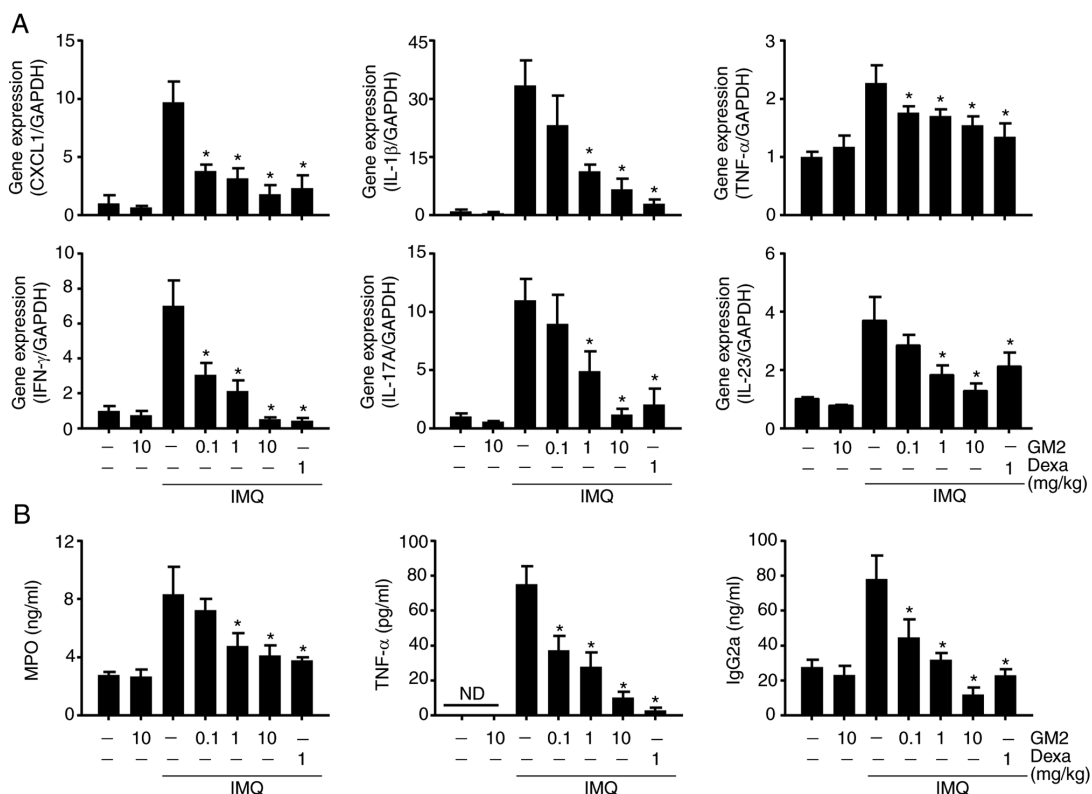 A
Gene expression
(CXCL1/GAPDH)
15
10
5
0
*
*
*
*
Gene expression
(IL-1β/GAPDH)
45
30
15
0
*
*
*
Gene expression
(TNF-α/GAPDH)
3
2
1
0
*
*
*
*
Gene expression
(IFN-γ/GAPDH)
8
6
4
2
0
*
*
*
*
Gene expression
(IL-17A/GAPDH)
15
10
5
0
*
*
*
Gene expression
(IL-23/GAPDH)
6
4
2
0
*
*
*
– 10 – 0.1 1 10 – – 10 – 0.1 1 10 – – 10 – 0.1 1 10 – GM2
– – – – – – 1 – – – – – – 1 – – – – – – 1 Dexa
(mg/kg)
IMQ IMQ IMQ
B
MPO (ng/ml)
12
8
4
0
*
*
*
TNF-α (pg/ml)
100
80
60
40
20
0
ND
*
*
*
*
IgG2a (ng/ml)
100
80
60
40
20
0
*
*
*
*
– 10 – 0.1 1 10 – – 10 – 0.1 1 10 – – 10 – 0.1 1 10 – GM2
– – – – – – 1 – – – – – – 1 – – – – – – 1 Dexa
(mg/kg)
IMQ IMQ IMQ